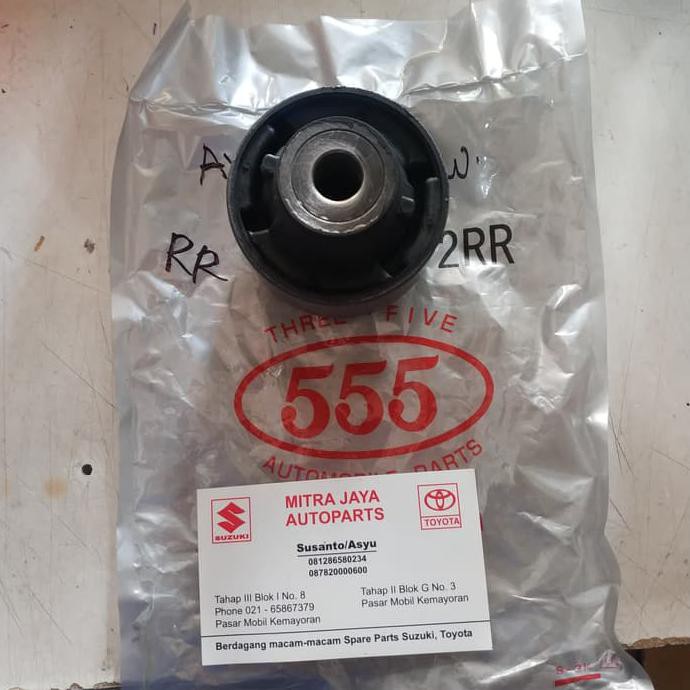 RR
2RR
THREE FIVE
555
AUTOMOBILE PARTS
MITRA JAYA
AUTOPARTS
SUZUKI
TOYOTA
Susanto/Asyu
081286580234
087820000600
Tahap III Blok I No. 8
Phone 021 - 65867379
Pasar Mobil Kemayoran
Tahap II Blok G No. 3
Pasar Mobil Kemayoran
Berdagang macam-macam Spare Parts Suzuki, Toyota